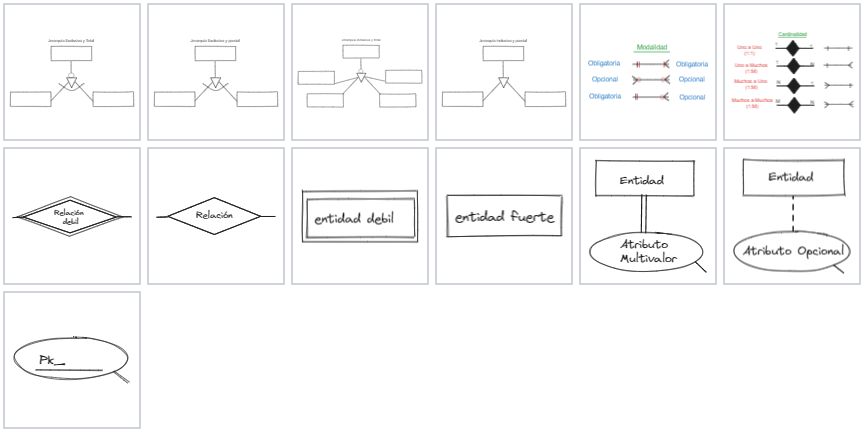 Jerarquía Exclusiva y Total
Jerarquía Exclusiva y parcial
Jerarquía inclusiva y total
Jerarquía inclusiva y parcial
Modalidad
Obligatoria
Obligatoria
Opcional
Opcional
Obligatoria
Opcional
Cardinalidad
Uno a Uno
(1:1)
Uno a Muchos
(1:M)
Muchos a Uno
(1:M)
Muchos a Muchos
(1:M)
Relación
debil
Relación
entidad debil
entidad fuerte
Entidad
Atributo
Multivalor
Entidad
Atributo Opcional
Pk_